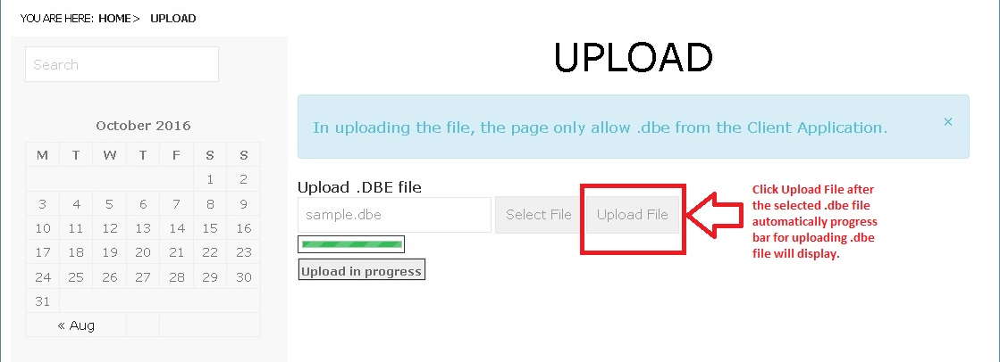 YOU ARE HERE: HOME > UPLOAD
Search
October 2016
M T W T F S S
1 2
3 4 5 6 7 8 9
10 11 12 13 14 15 16
17 18 19 20 21 22 23
24 25 26 27 28 29 30
31
« Aug
UPLOAD
In uploading the file, the page only allow .dbe from the Client Application. ×
Upload .DBE file
sample.dbe Select File Upload File
Upload in progress
Click Upload File after
the selected .dbe file
automatically progress
bar for uploading .dbe
file will display.